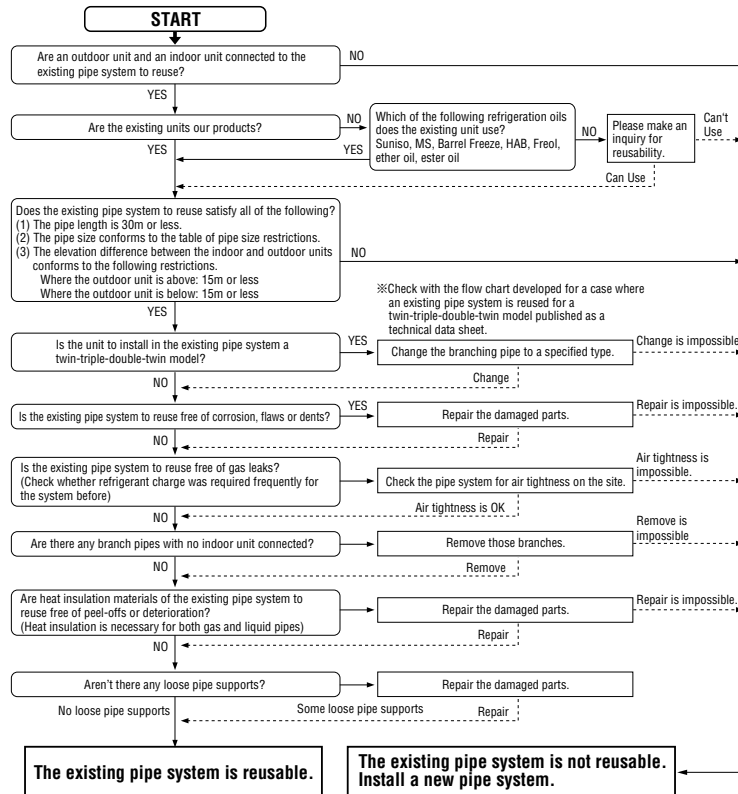 START
Are an outdoor unit and an indoor unit connected to the
existing pipe system to reuse?
NO
YES
Are the existing units our products?
NO
Which of the following refrigeration oils
does the existing unit use?
Suniso, MS, Barrel Freeze, HAB, Freol,
ether oil, ester oil
NO
Please make an
inquiry for
reusability.
Can't
Use
YES
YES
Can Use
Does the existing pipe system to reuse satisfy all of the following?
(1) The pipe length is 30m or less.
(2) The pipe size conforms to the table of pipe size restrictions.
(3) The elevation difference between the indoor and outdoor units
conforms to the following restrictions.
Where the outdoor unit is above: 15m or less
Where the outdoor unit is below: 15m or less
NO
YES
※Check with the flow chart developed for a case where
an existing pipe system is reused for a
twin-triple-double-twin model published as a
technical data sheet.
Is the unit to install in the existing pipe system a
twin-triple-double-twin model?
YES
Change the branching pipe to a specified type.
Change is impossible
Change
NO
Is the existing pipe system to reuse free of corrosion, flaws or dents?
YES
Repair the damaged parts.
Repair is impossible.
Repair
NO
Is the existing pipe system to reuse free of gas leaks?
(Check whether refrigerant charge was required frequently for
the system before)
Check the pipe system for air tightness on the site.
Air tightness is
impossible.
Air tightness is OK
NO
Are there any branch pipes with no indoor unit connected?
Remove those branches.
Remove is
impossible
Remove
NO
Are heat insulation materials of the existing pipe system to
reuse free of peel-offs or deterioration?
(Heat insulation is necessary for both gas and liquid pipes)
Repair the damaged parts.
Repair is impossible.
Repair
NO
Aren't there any loose pipe supports?
Repair the damaged parts.
No loose pipe supports
Some loose pipe supports
Repair
The existing pipe system is reusable.
The existing pipe system is not reusable.
Install a new pipe system.